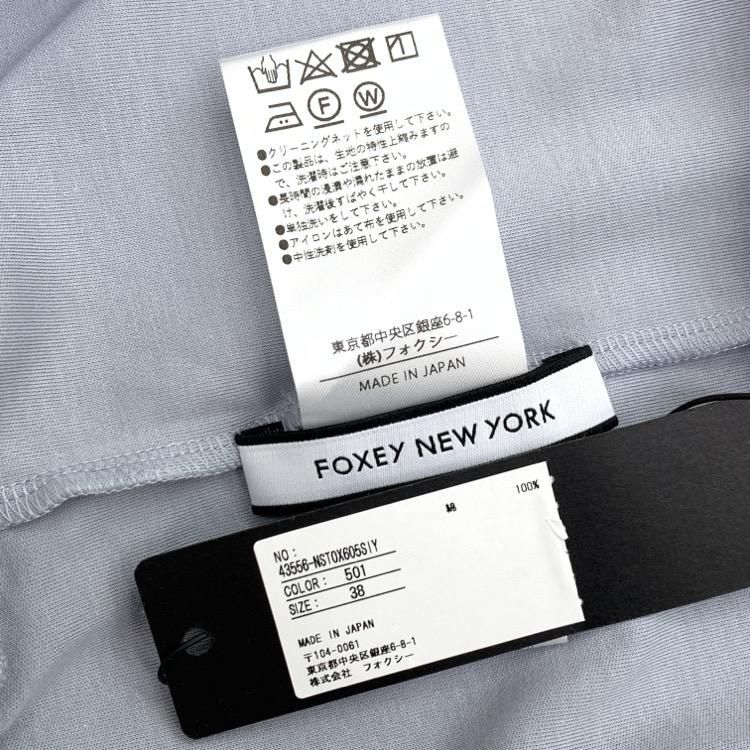 1
F
W
●クリーニングネットを使用して下さい。
●この製品は、生地の特性上縮みますの
で、洗濯時はご注意下さい。
●長時間の浸漬や濡れたままの放置は避
け、洗濯後すばやく干して下さい。
●単独洗いをして下さい。
●アイロンはあて布を使用して下さい。
●中性洗剤を使用して下さい。
東京都中央区銀座6-8-1
(株)フォクシー
MADE IN JAPAN
FOXEY NEW YORK
綿 100%
NO:
43556-NSTOX605SIY
COLOR: 501
SIZE: 38
MADE IN JAPAN
〒104-0061
東京都中央区銀座6-8-1
株式会社 フォクシー